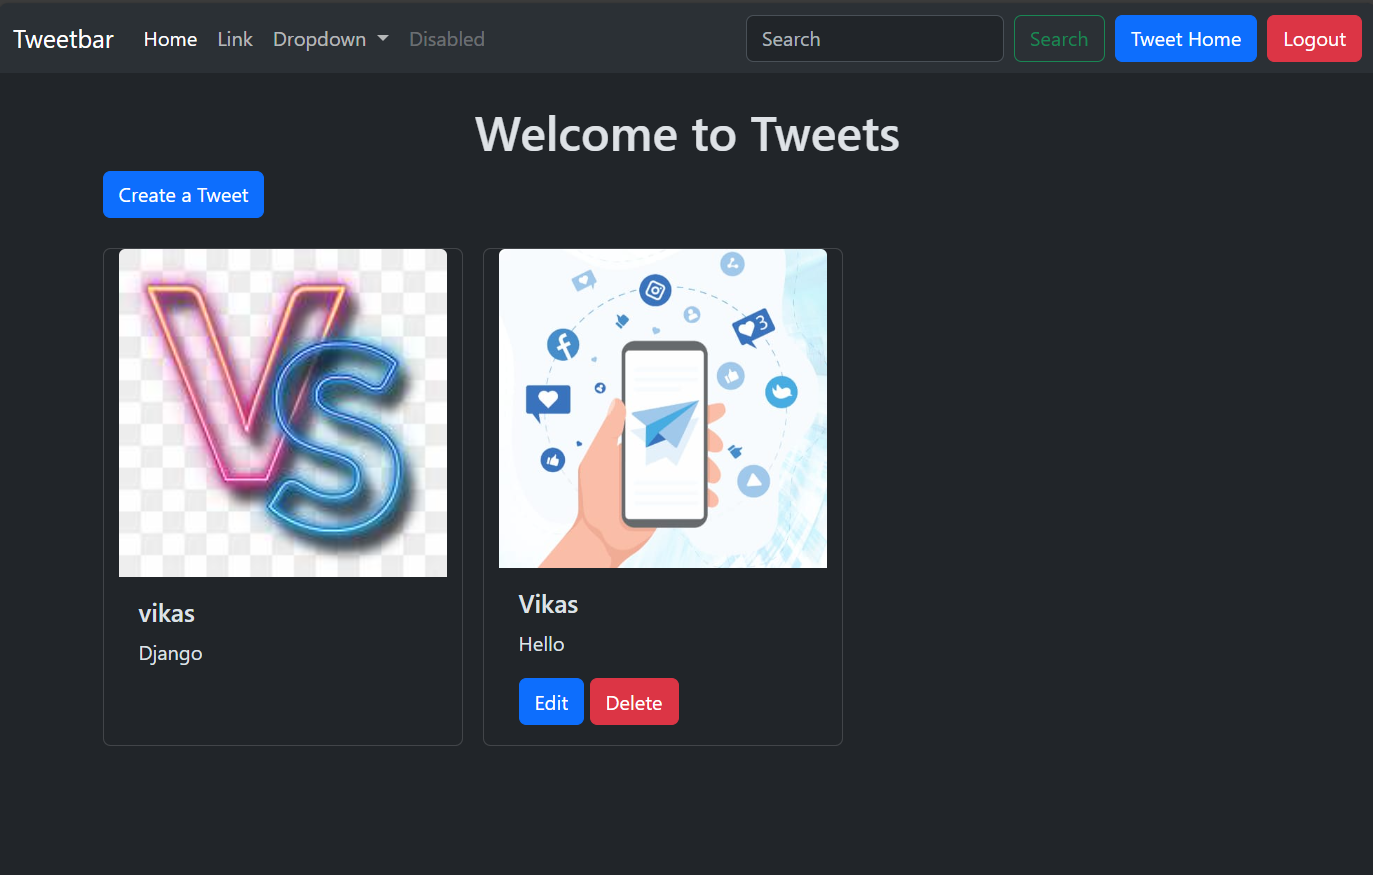 Tweetbar Home Link Dropdown Disabled Search Search Tweet Home Logout
Welcome to Tweets
Create a Tweet
VS
3
vikas
Django
Vikas
Hello
Edit Delete